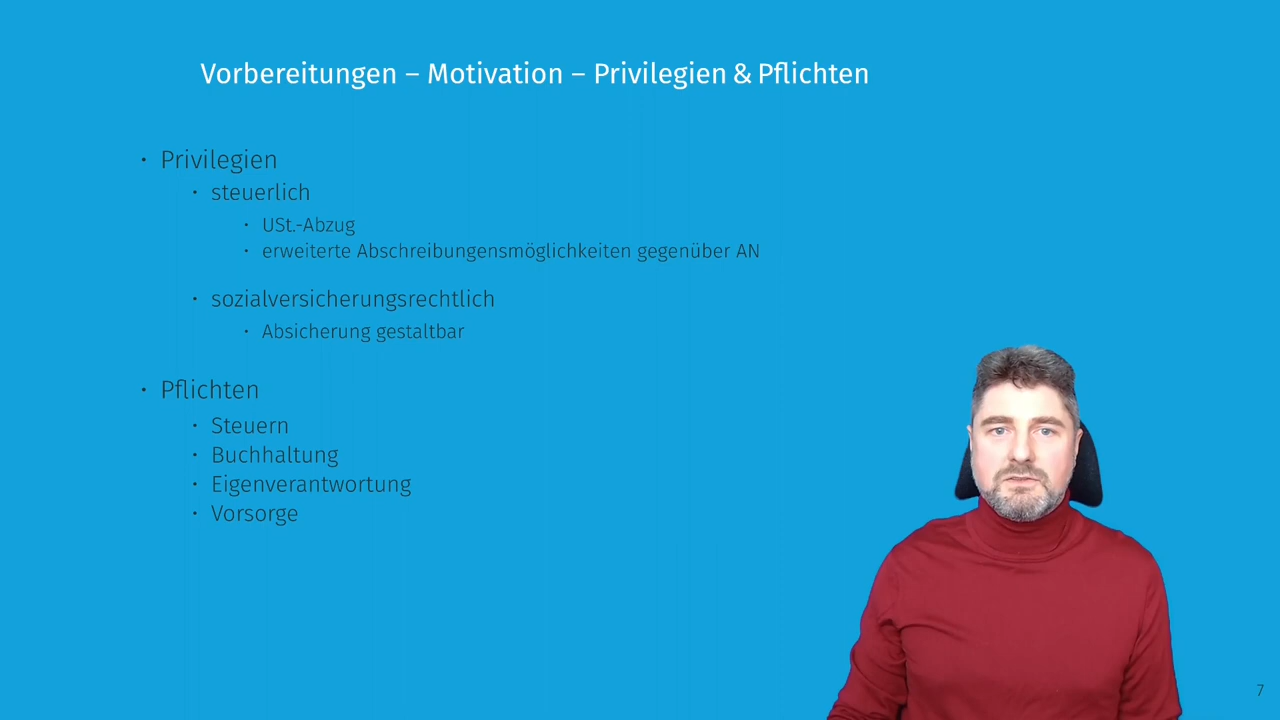 Vorbereitungen – Motivation – Privilegien & Pflichten
• Privilegien
• steuerlich
• USt.-Abzug
• erweiterte Abschreibungensmöglichkeiten gegenüber AN
• sozialversicherungsrechtlich
• Absicherung gestaltbar
• Pflichten
• Steuern
• Buchhaltung
• Eigenverantwortung
• Vorsorge
7